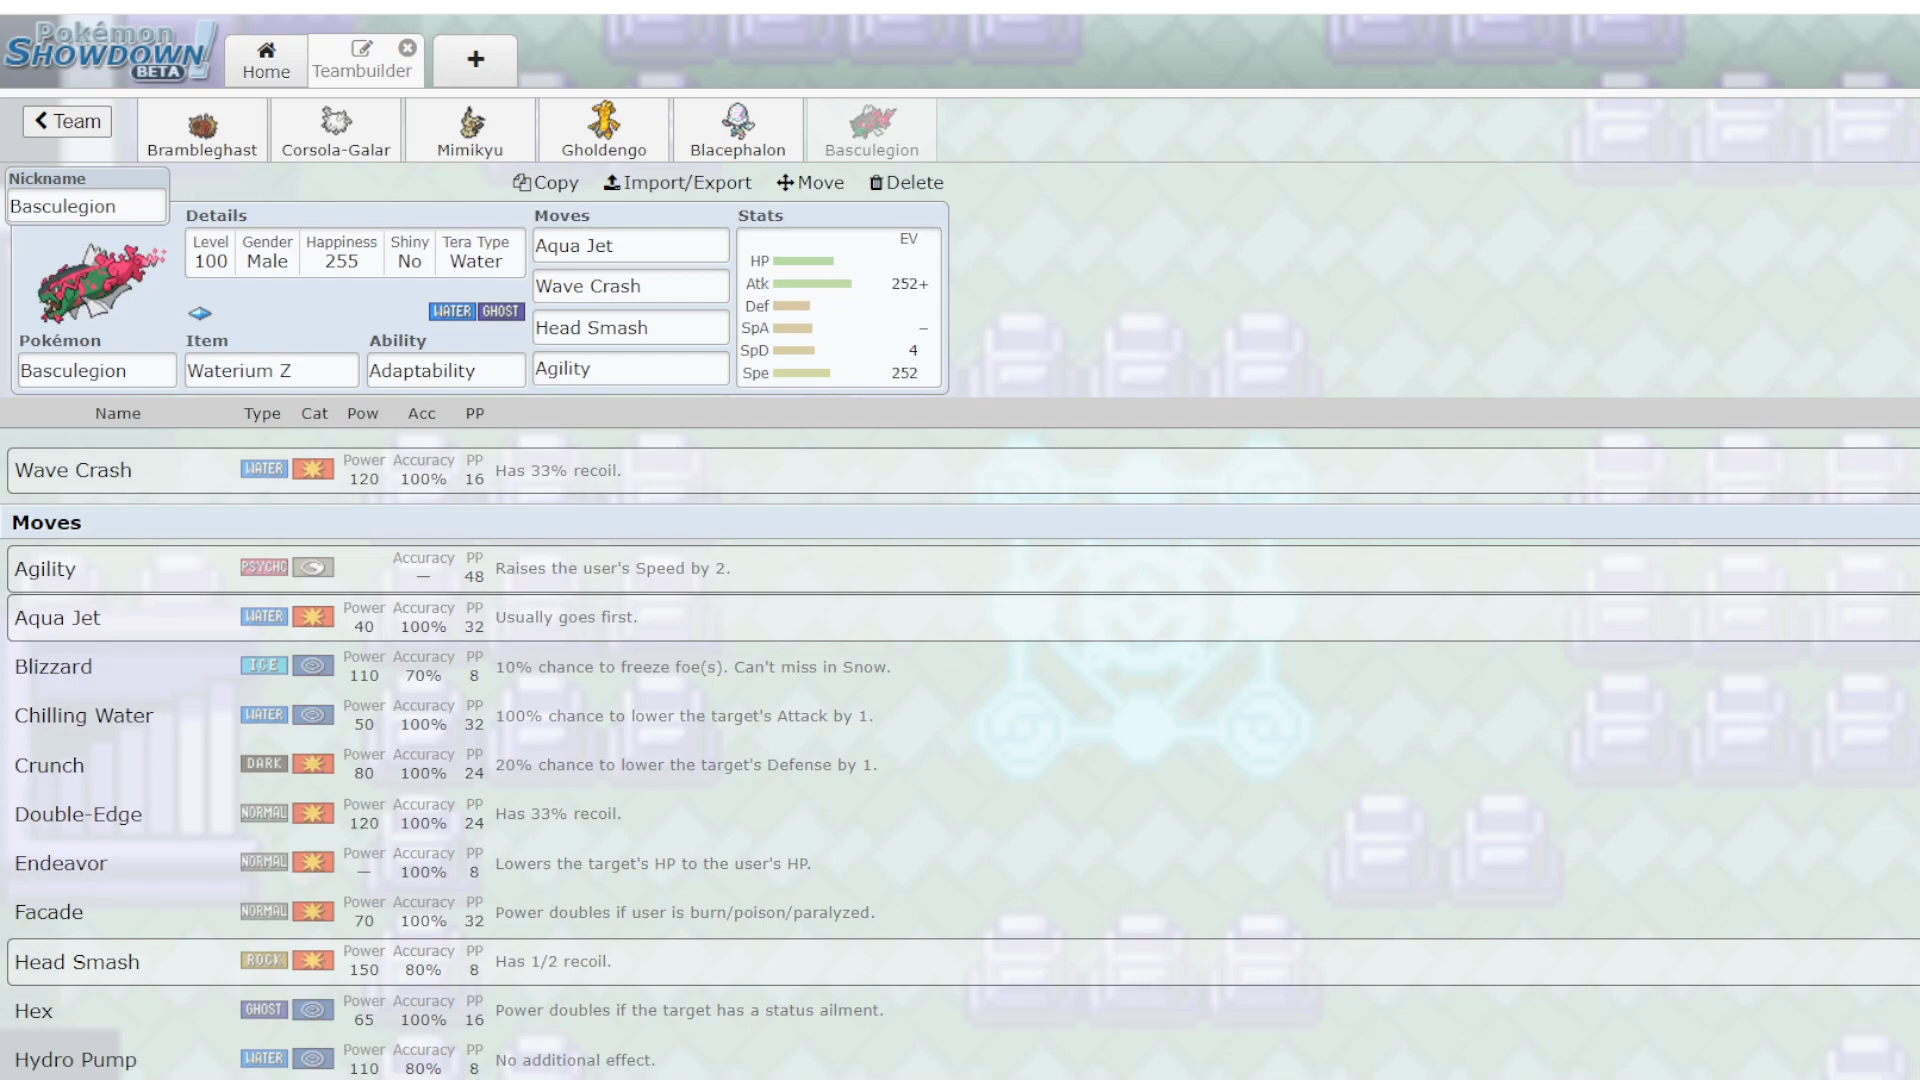 Pokémon
SHOWDOWN!
BETA
Home
Teambuilder
+
Team
Brambleghast
Corsola-Galar
Mimikyu
Gholdengo
Blacephalon
Basculegion
Nickname
Basculegion
Copy
Import/Export
Move
Delete
Details
Level Gender Happiness Shiny Tera Type
100 Male 255 No Water
WATER GHOST
Pokémon
Basculegion
Item
Waterium Z
Ability
Adaptability
Moves
Aqua Jet
Wave Crash
Head Smash
Agility
Stats
EV
HP
Atk 252+
Def
SpA –
SpD 4
Spe 252
Name Type Cat Pow Acc PP
Wave Crash WATER Power 120 Accuracy 100% PP 16 Has 33% recoil.
Moves
Agility PSYCHC Accuracy — PP 48 Raises the user's Speed by 2.
Aqua Jet WATER Power 40 Accuracy 100% PP 32 Usually goes first.
Blizzard ICE Power 110 Accuracy 70% PP 8 10% chance to freeze foe(s). Can't miss in Snow.
Chilling Water WATER Power 50 Accuracy 100% PP 32 100% chance to lower the target's Attack by 1.
Crunch DARK Power 80 Accuracy 100% PP 24 20% chance to lower the target's Defense by 1.
Double-Edge NORMAL Power 120 Accuracy 100% PP 24 Has 33% recoil.
Endeavor NORMAL Power — Accuracy 100% PP 8 Lowers the target's HP to the user's HP.
Facade NORMAL Power 70 Accuracy 100% PP 32 Power doubles if user is burn/poison/paralyzed.
Head Smash ROCK Power 150 Accuracy 80% PP 8 Has 1/2 recoil.
Hex GHOST Power 65 Accuracy 100% PP 16 Power doubles if the target has a status ailment.
Hydro Pump WATER Power 110 Accuracy 80% PP 8 No additional effect.